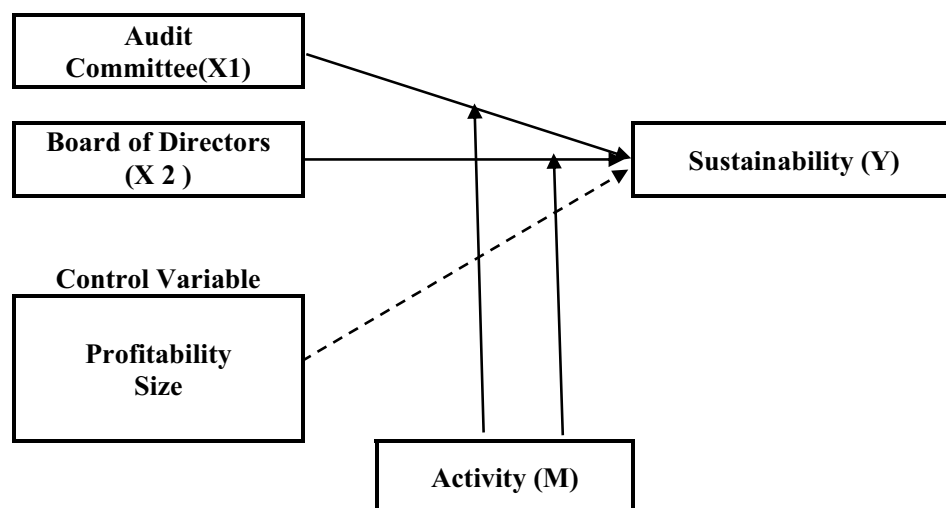 Audit
Committee(X1)
Board of Directors
(X 2 )
Sustainability (Y)
Control Variable
Profitability
Size
Activity (M)